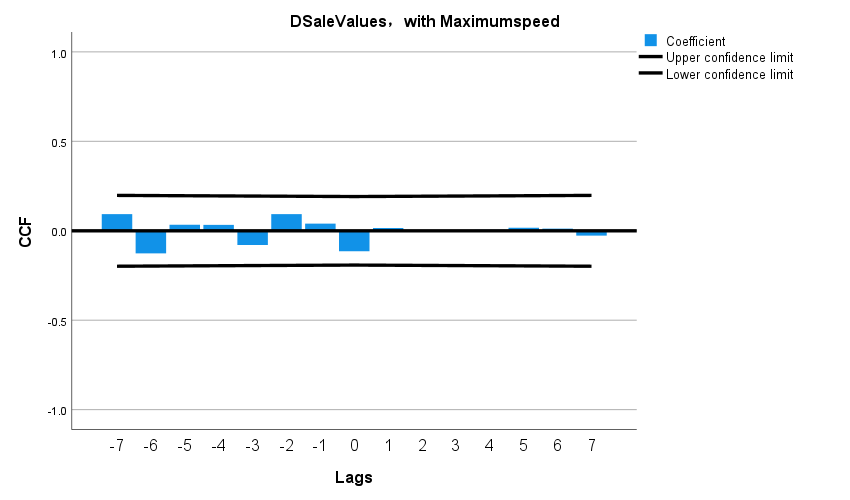 DSaleValues, with Maximumspeed
Coefficient
Upper confidence limit
Lower confidence limit
1.0
0.5
0.0
-0.5
-1.0
CCF
-7 -6 -5 -4 -3 -2 -1 0 1 2 3 4 5 6 7
Lags